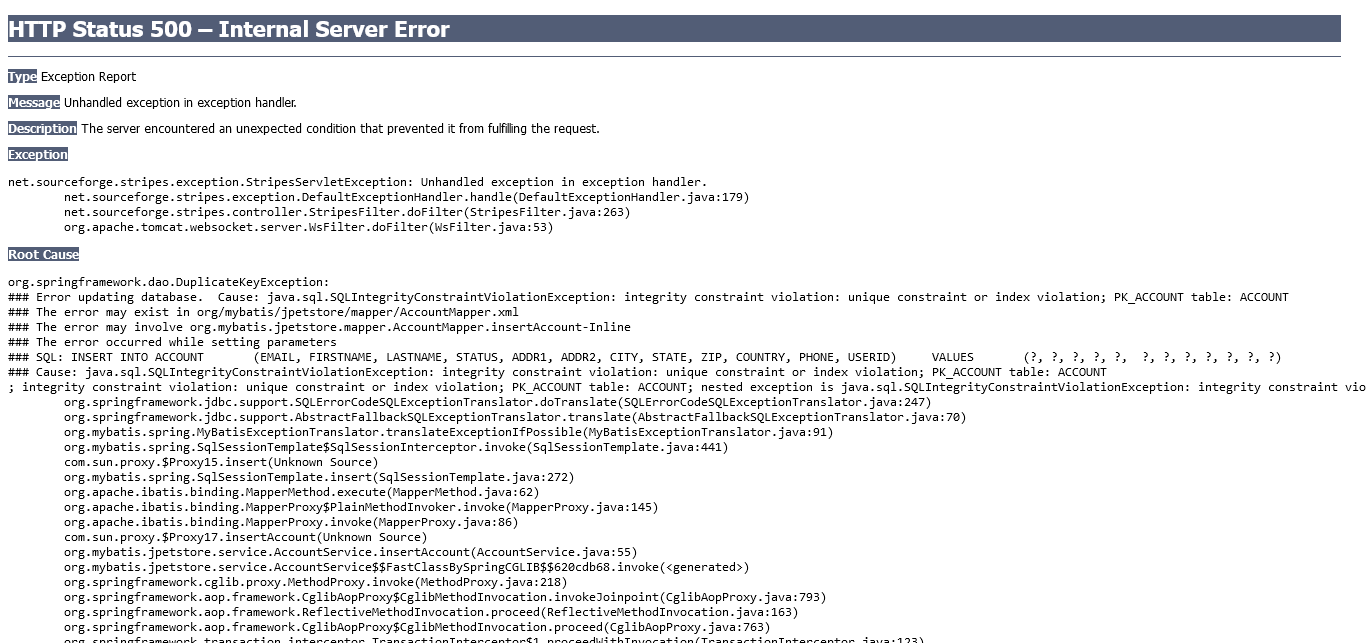 HTTP Status 500 – Internal Server Error
Type Exception Report
Message Unhandled exception in exception handler.
Description The server encountered an unexpected condition that prevented it from fulfilling the request.
Exception
net.sourceforge.stripes.exception.StripesServletException: Unhandled exception in exception handler.
net.sourceforge.stripes.exception.DefaultExceptionHandler.handle(DefaultExceptionHandler.java:179)
net.sourceforge.stripes.controller.StripesFilter.doFilter(StripesFilter.java:263)
org.apache.tomcat.websocket.server.WsFilter.doFilter(WsFilter.java:53)
Root Cause
org.springframework.dao.DuplicateKeyException:
### Error updating database.  Cause: java.sql.SQLIntegrityConstraintViolationException: integrity constraint violation: unique constraint or index violation; PK_ACCOUNT table: ACCOUNT
### The error may exist in org/mybatis/jpetstore/mapper/AccountMapper.xml
### The error may involve org.mybatis.jpetstore.mapper.AccountMapper.insertAccount-Inline
### The error occurred while setting parameters
### SQL: INSERT INTO ACCOUNT       (EMAIL, FIRSTNAME, LASTNAME, STATUS, ADDR1, ADDR2, CITY, STATE, ZIP, COUNTRY, PHONE, USERID)     VALUES       (?, ?, ?, ?, ?,  ?, ?, ?, ?, ?, ?, ?)
### Cause: java.sql.SQLIntegrityConstraintViolationException: integrity constraint violation: unique constraint or index violation; PK_ACCOUNT table: ACCOUNT
; integrity constraint violation: unique constraint or index violation; PK_ACCOUNT table: ACCOUNT; nested exception is java.sql.SQLIntegrityConstraintViolationException: integrity constraint vio
org.springframework.jdbc.support.SQLErrorCodeSQLExceptionTranslator.doTranslate(SQLErrorCodeSQLExceptionTranslator.java:247)
org.springframework.jdbc.support.AbstractFallbackSQLExceptionTranslator.translate(AbstractFallbackSQLExceptionTranslator.java:70)
org.mybatis.spring.MyBatisExceptionTranslator.translateExceptionIfPossible(MyBatisExceptionTranslator.java:91)
org.mybatis.spring.SqlSessionTemplate$SqlSessionInterceptor.invoke(SqlSessionTemplate.java:441)
com.sun.proxy.$Proxy15.insert(Unknown Source)
org.mybatis.spring.SqlSessionTemplate.insert(SqlSessionTemplate.java:272)
org.apache.ibatis.binding.MapperMethod.execute(MapperMethod.java:62)
org.apache.ibatis.binding.MapperProxy$PlainMethodInvoker.invoke(MapperProxy.java:145)
org.apache.ibatis.binding.MapperProxy.invoke(MapperProxy.java:86)
com.sun.proxy.$Proxy17.insertAccount(Unknown Source)
org.mybatis.jpetstore.service.AccountService.insertAccount(AccountService.java:55)
org.mybatis.jpetstore.service.AccountService$$FastClassBySpringCGLIB$$620cdb68.invoke(<generated>)
org.springframework.cglib.proxy.MethodProxy.invoke(MethodProxy.java:218)
org.springframework.aop.framework.CglibAopProxy$CglibMethodInvocation.invokeJoinpoint(CglibAopProxy.java:793)
org.springframework.aop.framework.ReflectiveMethodInvocation.proceed(ReflectiveMethodInvocation.java:163)
org.springframework.aop.framework.CglibAopProxy$CglibMethodInvocation.proceed(CglibAopProxy.java:763)
org.springframework.transaction.interceptor.TransactionInterceptor$1.proceedWithInvocation(TransactionInterceptor.java:123)